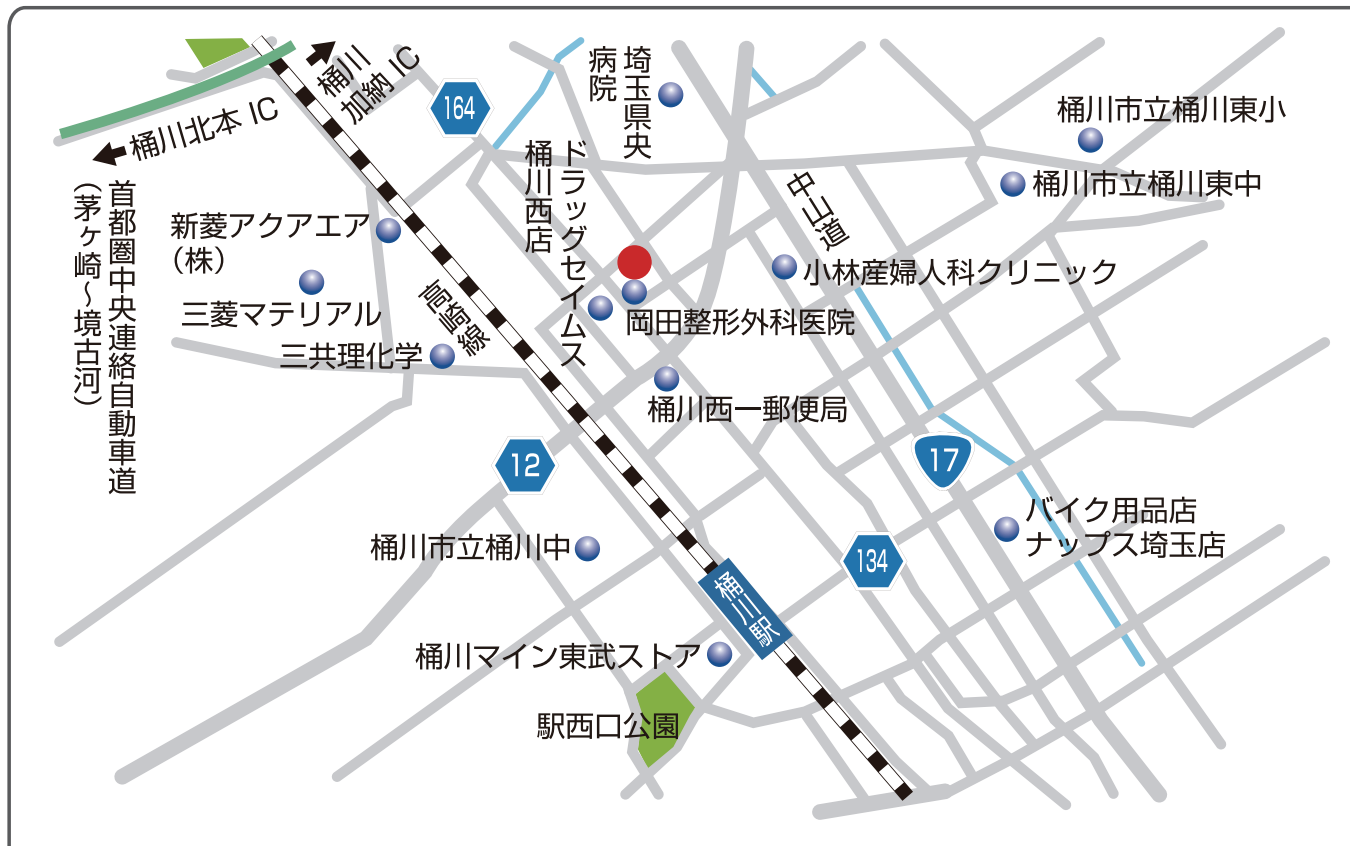 桶川
加納 IC
桶川北本 IC
首都圏中央連絡自動車道
(茅ヶ崎~境古河)
164
埼玉県央
病院
桶川市立桶川東小
桶川市立桶川東中
中山道
ドラッグセイムス
桶川西店
新菱アクアエア
(株)
三菱マテリアル
高崎線
三共理化学
小林産婦人科クリニック
岡田整形外科医院
桶川西一郵便局
12
17
バイク用品店
ナップス埼玉店
134
桶川市立桶川中
桶川駅
桶川マイン東武ストア
駅西口公園